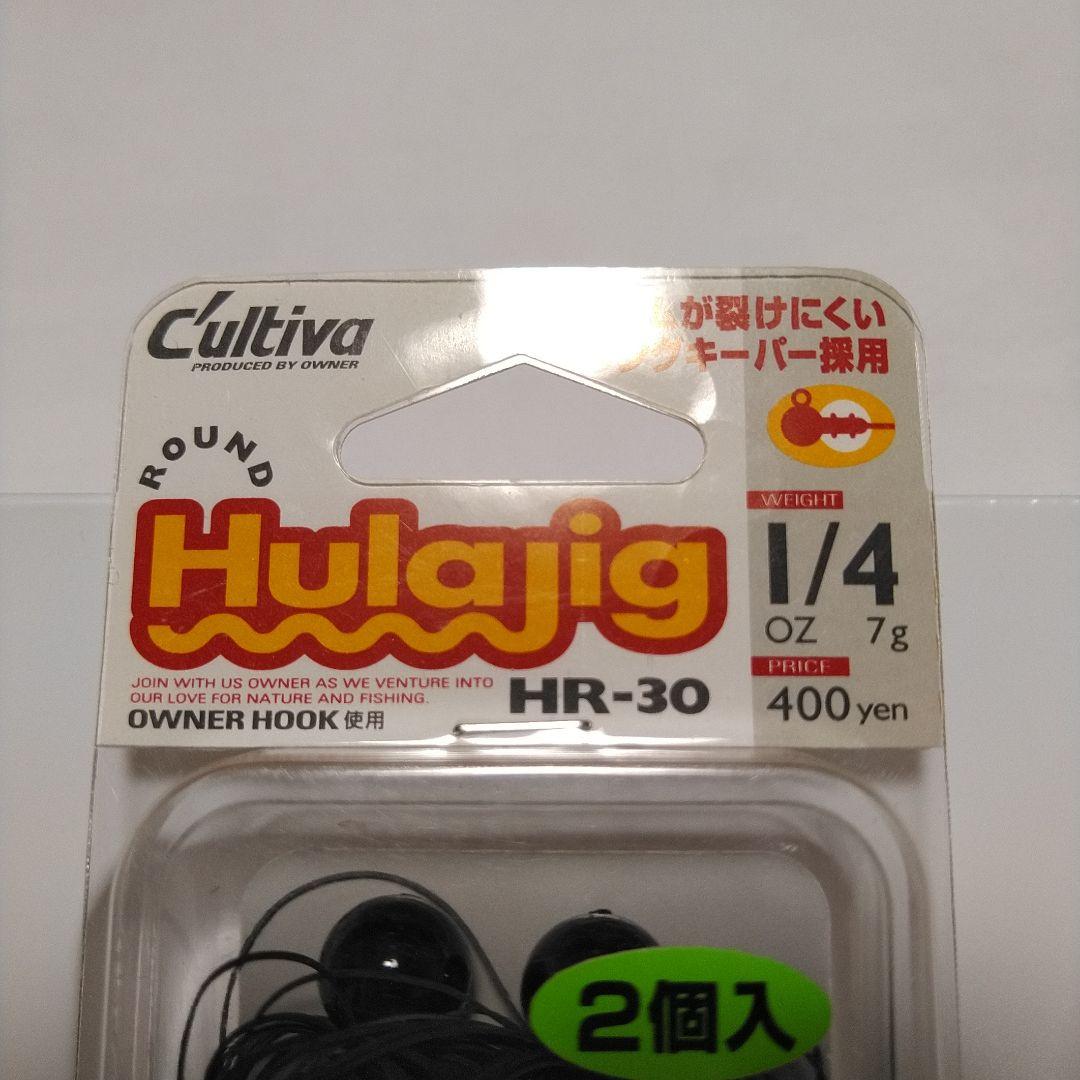 C'ultiva
PRODUCED BY OWNER
が裂けにくい
キーパー採用
ROUND
Hulajig
WEIGHT
1/4
OZ 7g
PRICE
400 yen
JOIN WITH US OWNER AS WE VENTURE INTO
OUR LOVE FOR NATURE AND FISHING.
OWNER HOOK 使用
HR-30
2個入